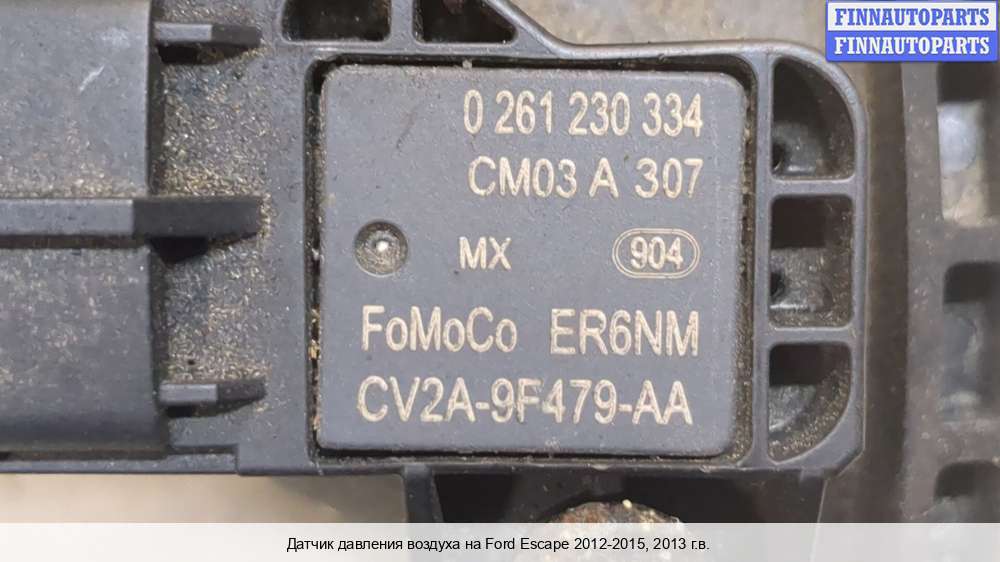 FINNAUTOPARTS
FINNAUTOPARTS
0 261 230 334
CM03 A 307
MX 904
FoMoCo ER6NM
CV2A-9F479-AA
Датчик давления воздуха на Ford Escape 2012-2015, 2013 г.в.